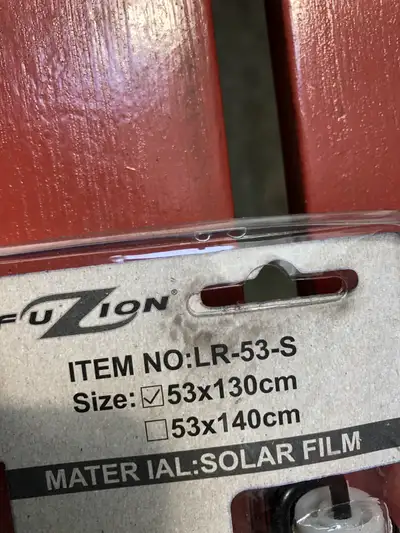 FUZION®
ITEM NO:LR-53-S
Size: ☑53x130cm
☐53x140cm
MATER IAL:SOLAR FILM